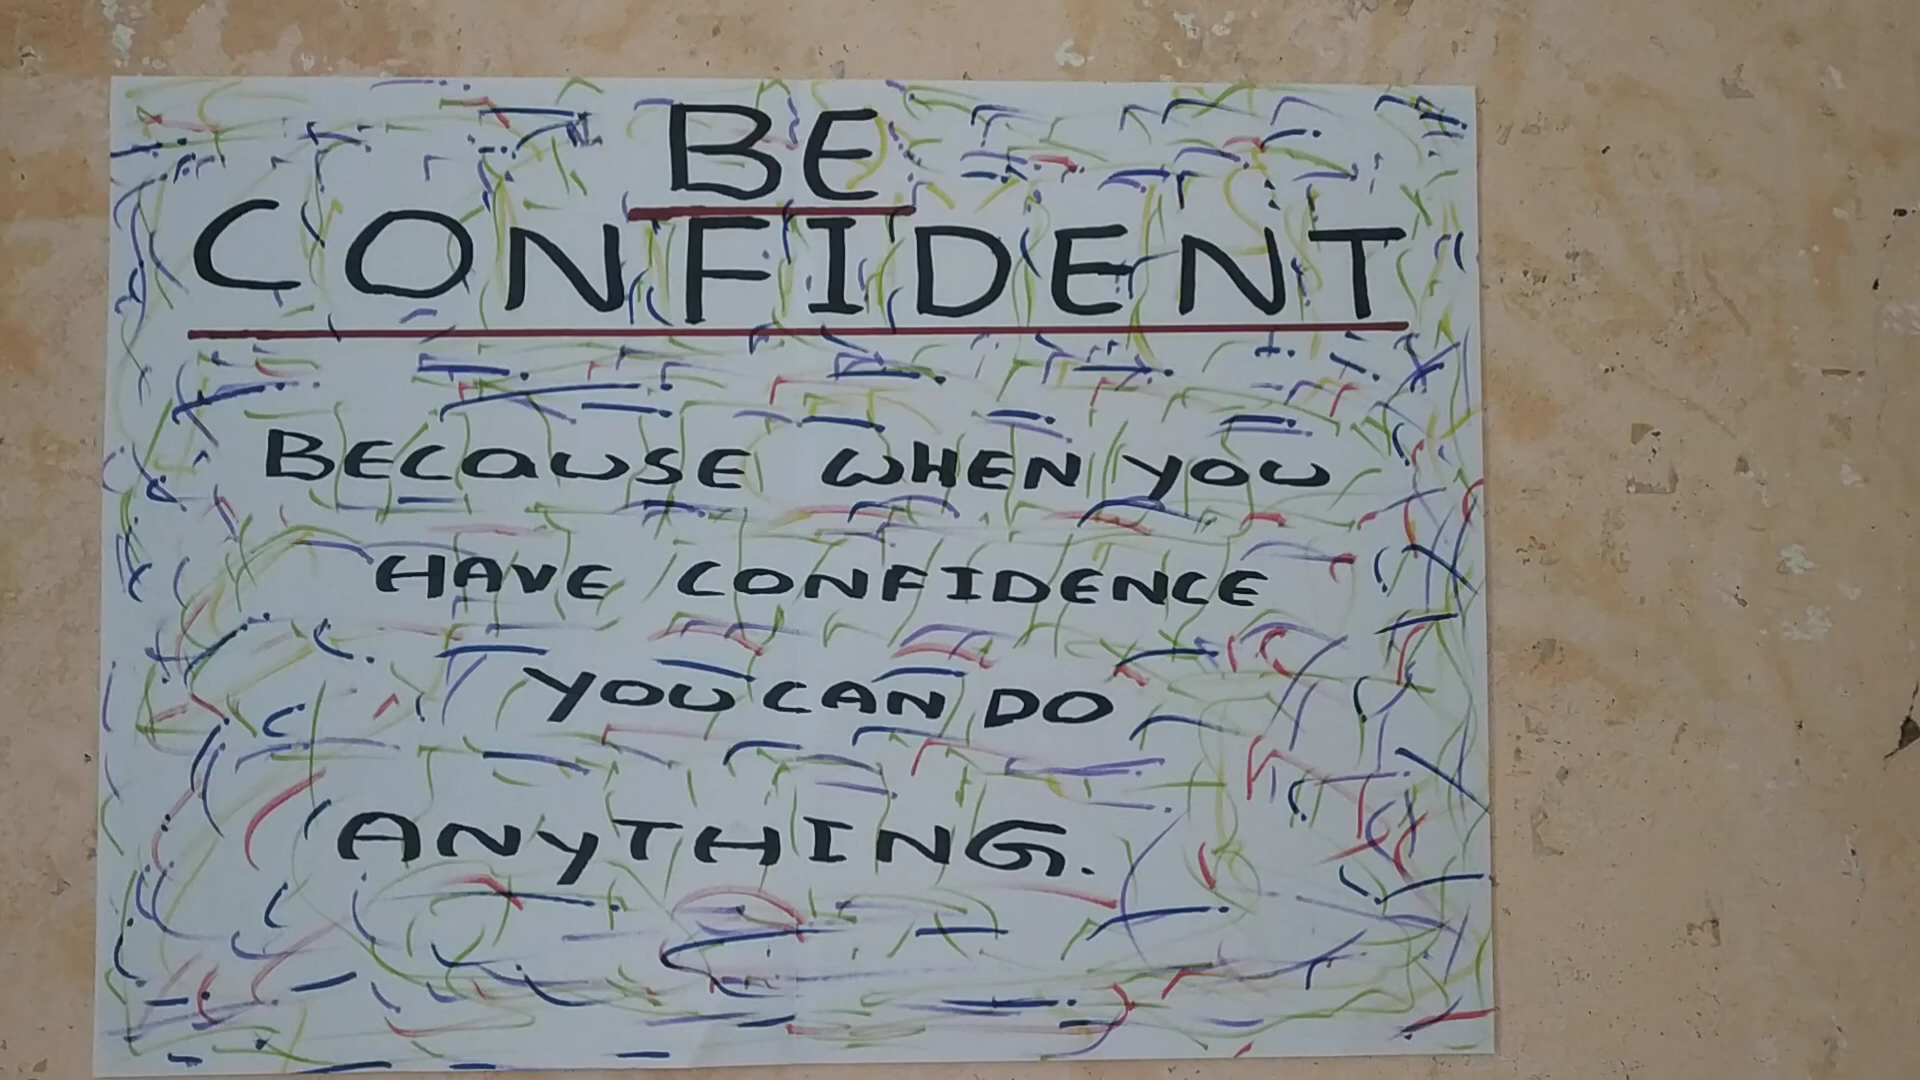 BE
CONFIDENT
BECAUSE WHEN YOU
HAVE CONFIDENCE
YOU CAN DO
ANYTHING.